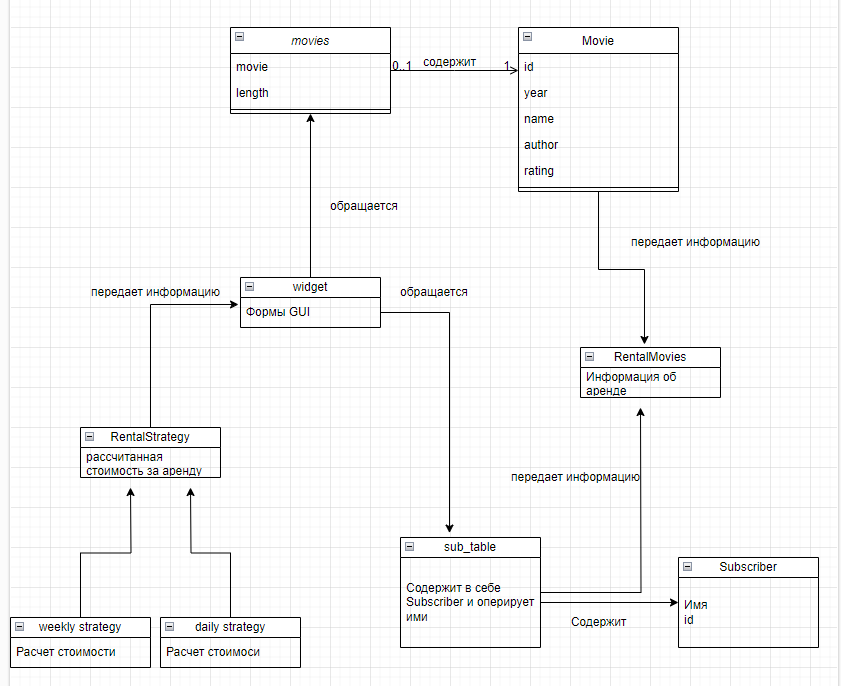 movies
movie
length
0..1
содержит
1
Movie
id
year
name
author
rating
обращается
передает информацию
передает информацию
widget
Формы GUI
обращается
RentalMovies
Информация об
аренде
RentalStrategy
рассчитанная
стоимость за аренду
передает информацию
sub_table
Содержит в себе
Subscriber и оперирует
ими
Содержит
Subscriber
Имя
id
weekly strategy
Расчет стоимости
daily strategy
Расчет стоимоси